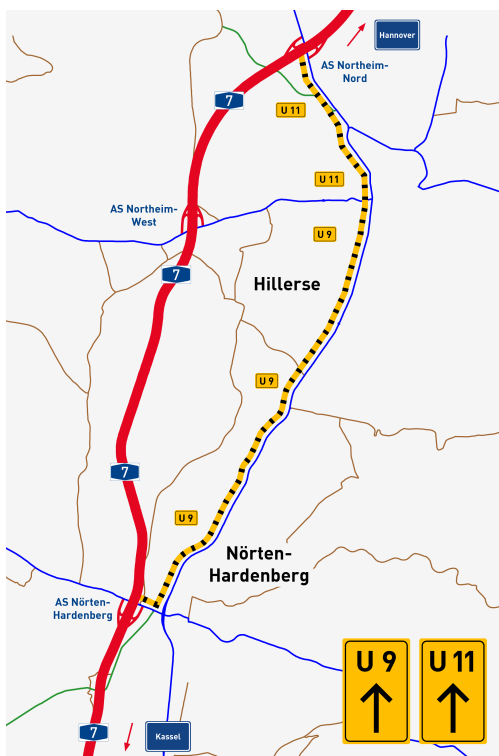 Hannover
AS Northeim-
Nord
7
U 11
U 11
AS Northeim-
West
U 9
7
Hillerse
U 9
7
U 9
Nörten-
Hardenberg
AS Nörten-
Hardenberg
U 9
U 11
7
Kassel